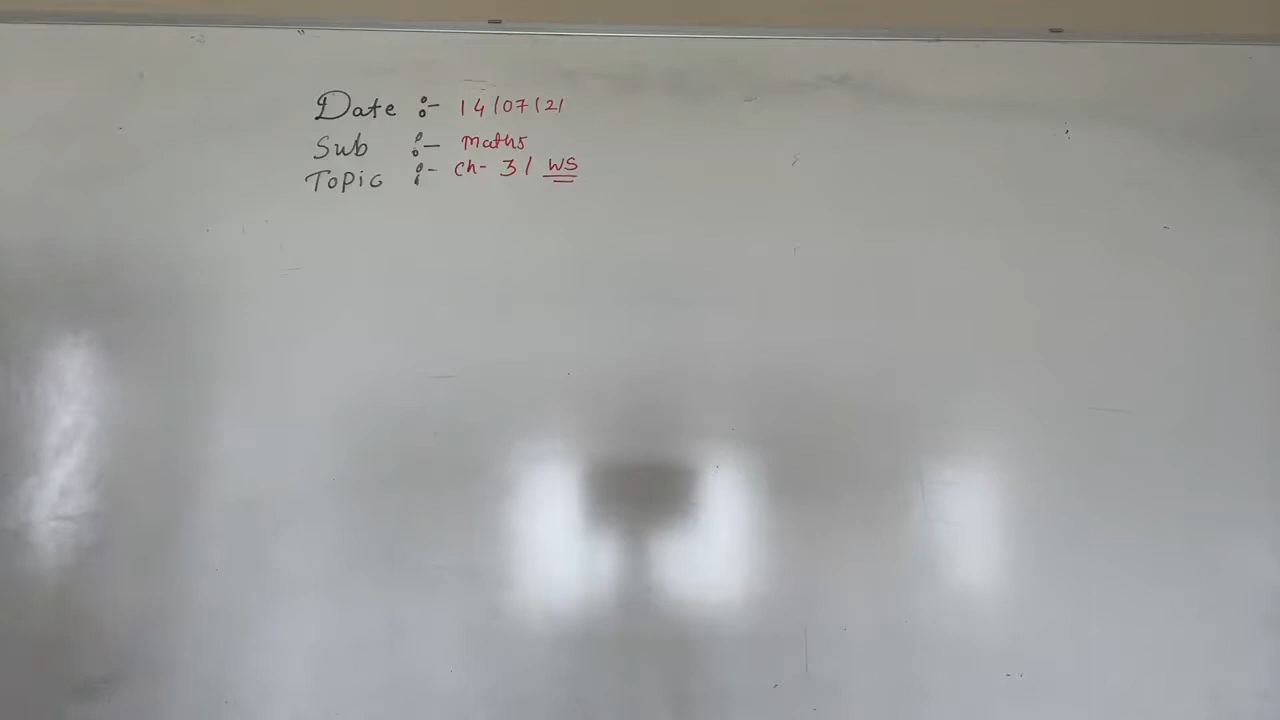 Date :- 14/07/21
Sub :- Maths
Topic :- Ch- 3 / WS